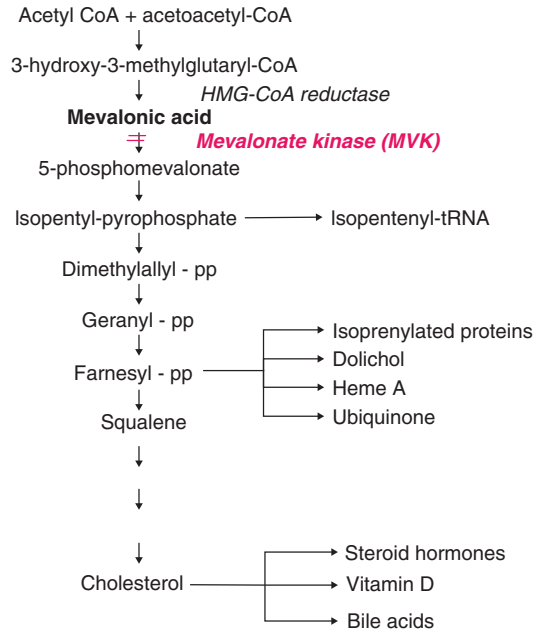 Acetyl CoA + acetoacetyl-CoA
3-hydroxy-3-methylglutaryl-CoA
HMG-CoA reductase
Mevalonic acid
Mevalonate kinase (MVK)
5-phosphomevalonate
Isopentyl-pyrophosphate
Isopentenyl-tRNA
Dimethylallyl - pp
Geranyl - pp
Farnesyl - pp
Isoprenylated proteins
Dolichol
Heme A
Ubiquinone
Squalene
Cholesterol
Steroid hormones
Vitamin D
Bile acids